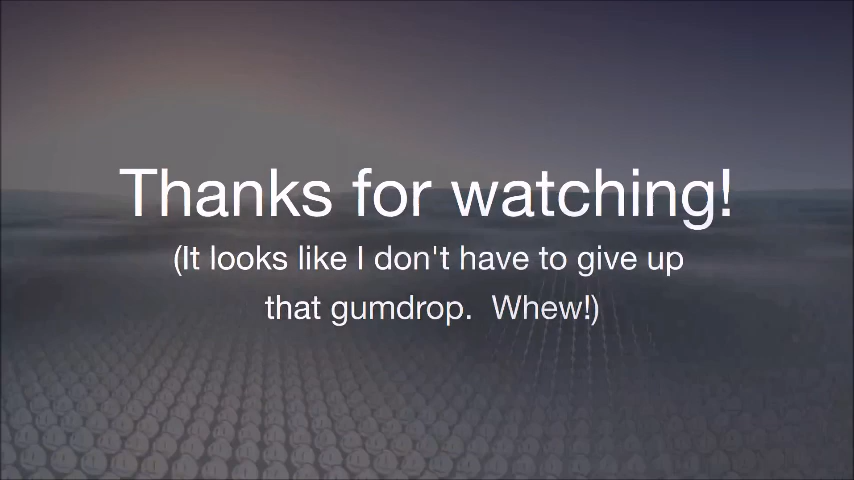 Thanks for watching!
(It looks like I don't have to give up
that gumdrop.  Whew!)